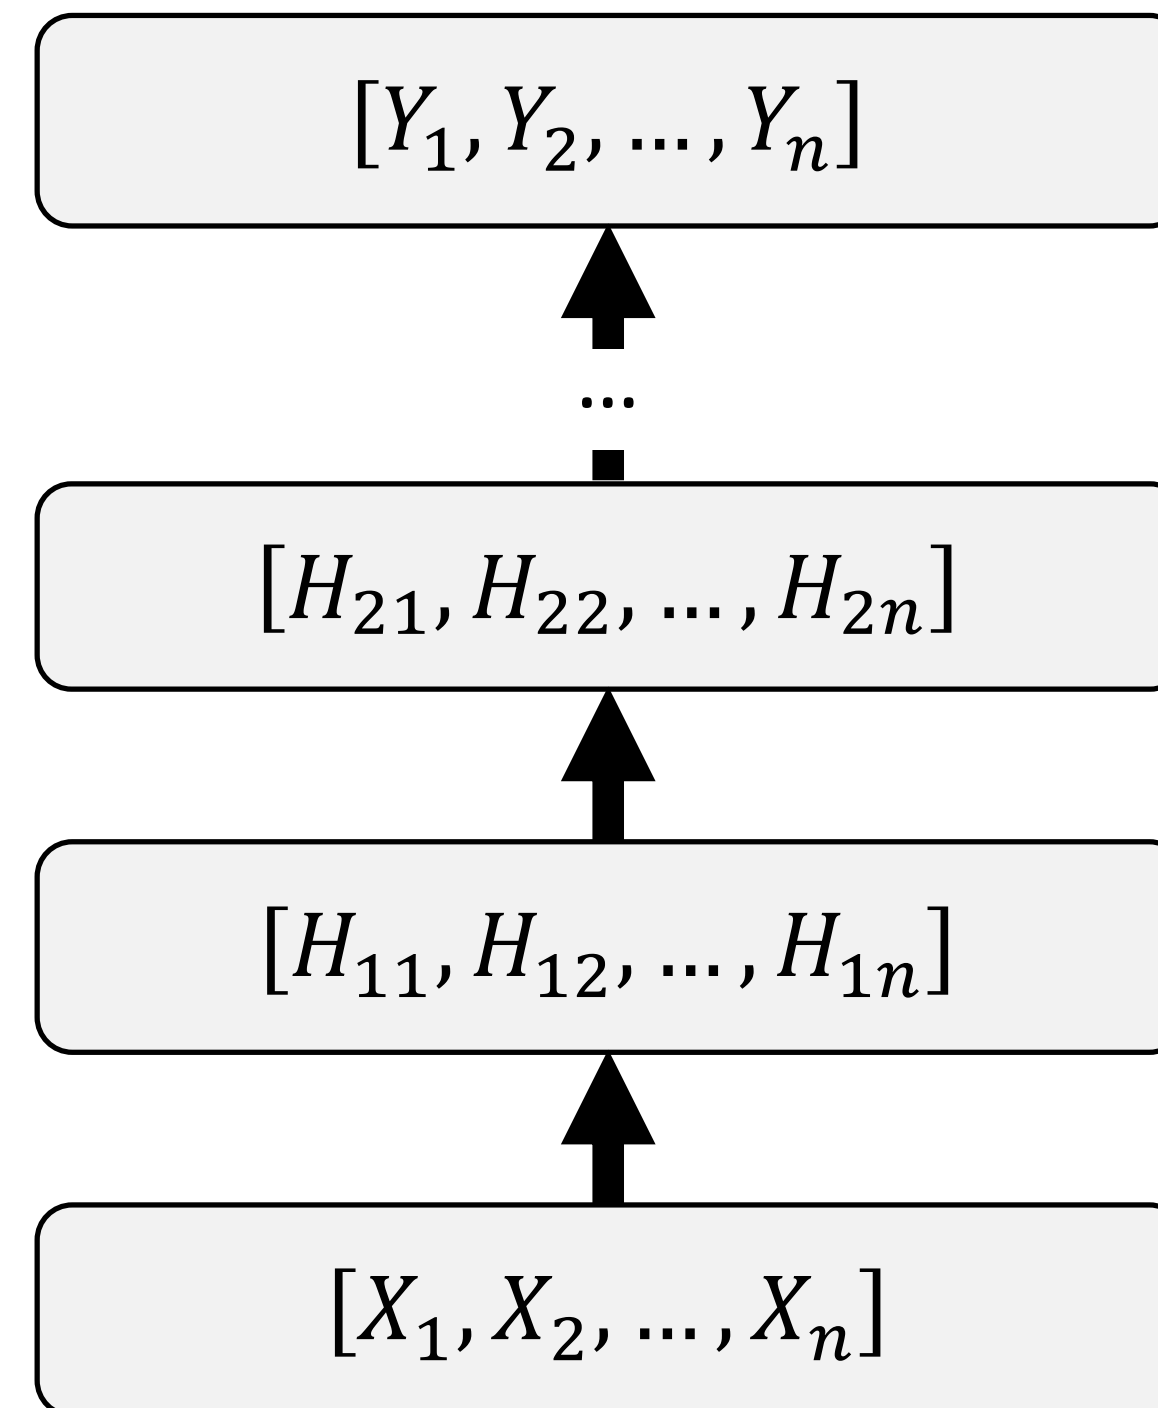 [Y₁, Y₂, … , Yₙ]
…
[H₂₁, H₂₂, … , H₂ₙ]
[H₁₁, H₁₂, … , H₁ₙ]
[X₁, X₂, … , Xₙ]